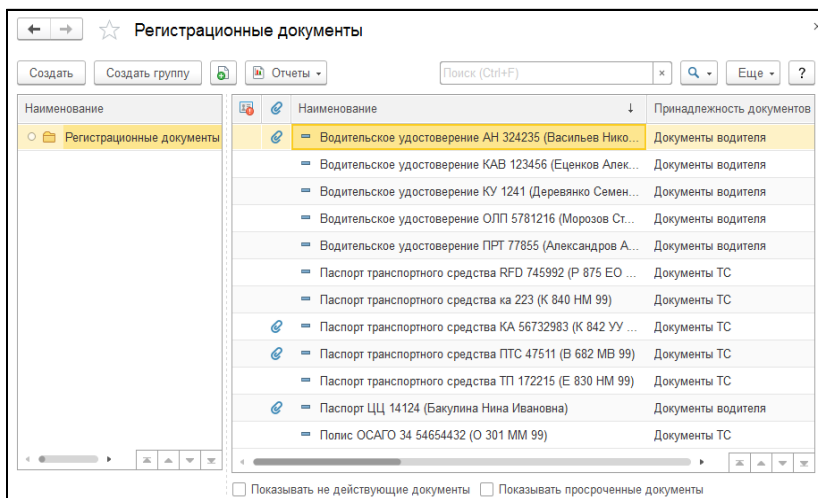 Регистрационные документы
Создать Создать группу Отчеты Поиск (Ctrl+F) × Еще ?
Наименование Наименование ↓ Принадлежность документов
Регистрационные документы Водительское удостоверение АН 324235 (Васильев Нико... Документы водителя
Водительское удостоверение КАВ 123456 (Еценков Алек... Документы водителя
Водительское удостоверение КУ 1241 (Деревянко Семен... Документы водителя
Водительское удостоверение ОЛП 5781216 (Морозов Ст... Документы водителя
Водительское удостоверение ПРТ 77855 (Александров А... Документы водителя
Паспорт транспортного средства RFD 745992 (Р 875 ЕО ... Документы ТС
Паспорт транспортного средства ка 223 (К 840 НМ 99) Документы ТС
Паспорт транспортного средства КА 56732983 (К 842 УУ ... Документы ТС
Паспорт транспортного средства ПТС 47511 (В 682 МВ 99) Документы ТС
Паспорт транспортного средства ТП 172215 (Е 830 НМ 99) Документы ТС
Паспорт ЦЦ 14124 (Бакулина Нина Ивановна) Документы водителя
Полис ОСАГО 34 54654432 (О 301 ММ 99) Документы ТС
Показывать не действующие документы Показывать просроченные документы